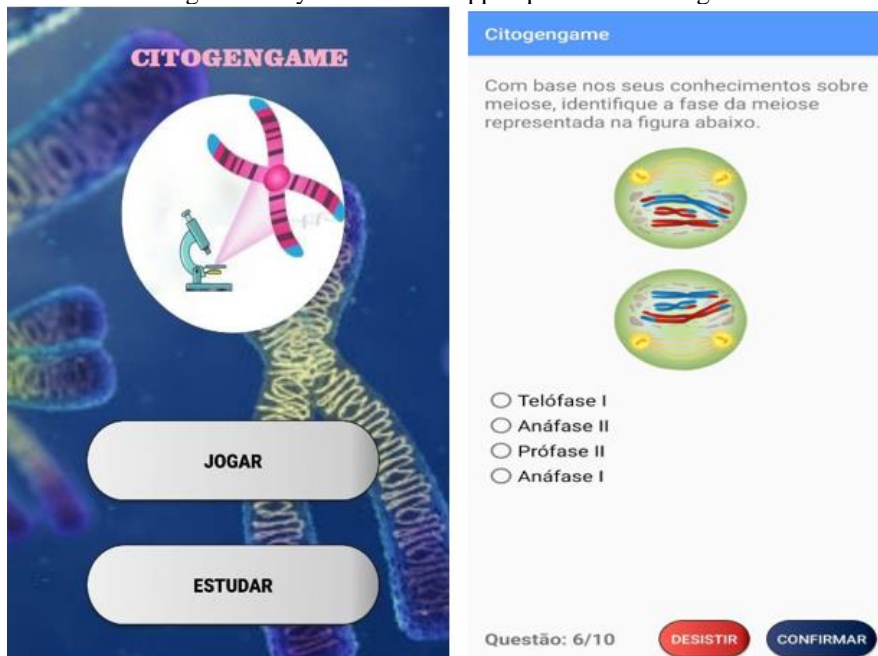 CITOGENGAME
JOGAR
ESTUDAR
Citogengame
Com base nos seus conhecimentos sobre
meiose, identifique a fase da meiose
representada na figura abaixo.
Telófase I
Anáfase II
Prófase II
Anáfase I
Questão: 6/10
DESISTIR
CONFIRMAR